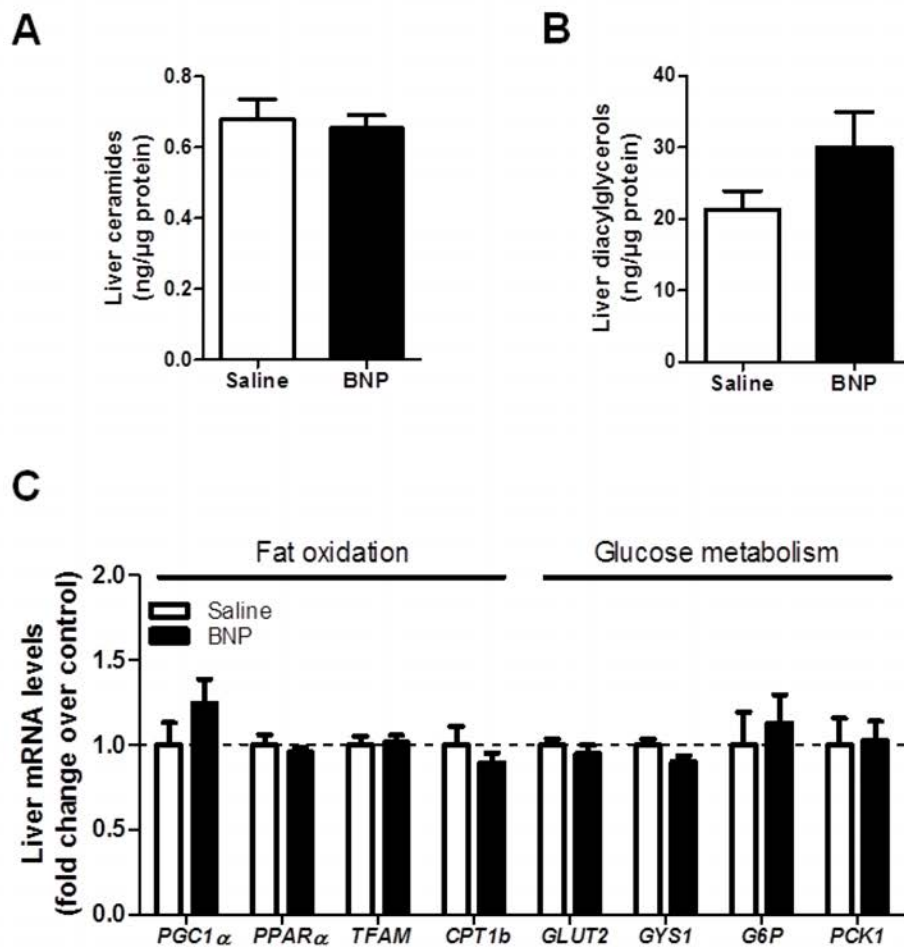 A
Liver ceramides
(ng/µg protein)
0.8
0.6
0.4
0.2
0.0
Saline BNP
B
Liver diacylglycerols
(ng/µg protein)
40
30
20
10
0
Saline BNP
C
Fat oxidation Glucose metabolism
Liver mRNA levels
(fold change over control)
2.0
1.5
1.0
0.5
0.0
Saline
BNP
PGC1α PPARα TFAM CPT1b GLUT2 GYS1 G6P PCK1